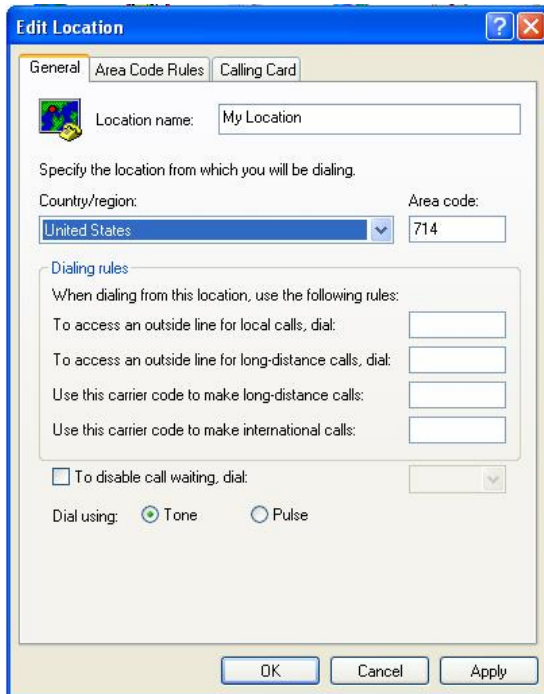 Edit Location
General Area Code Rules Calling Card
Location name: My Location
Specify the location from which you will be dialing.
Country/region: Area code:
United States 714
Dialing rules
When dialing from this location, use the following rules:
To access an outside line for local calls, dial:
To access an outside line for long-distance calls, dial:
Use this carrier code to make long-distance calls:
Use this carrier code to make international calls:
To disable call waiting, dial:
Dial using: Tone Pulse
OK Cancel Apply